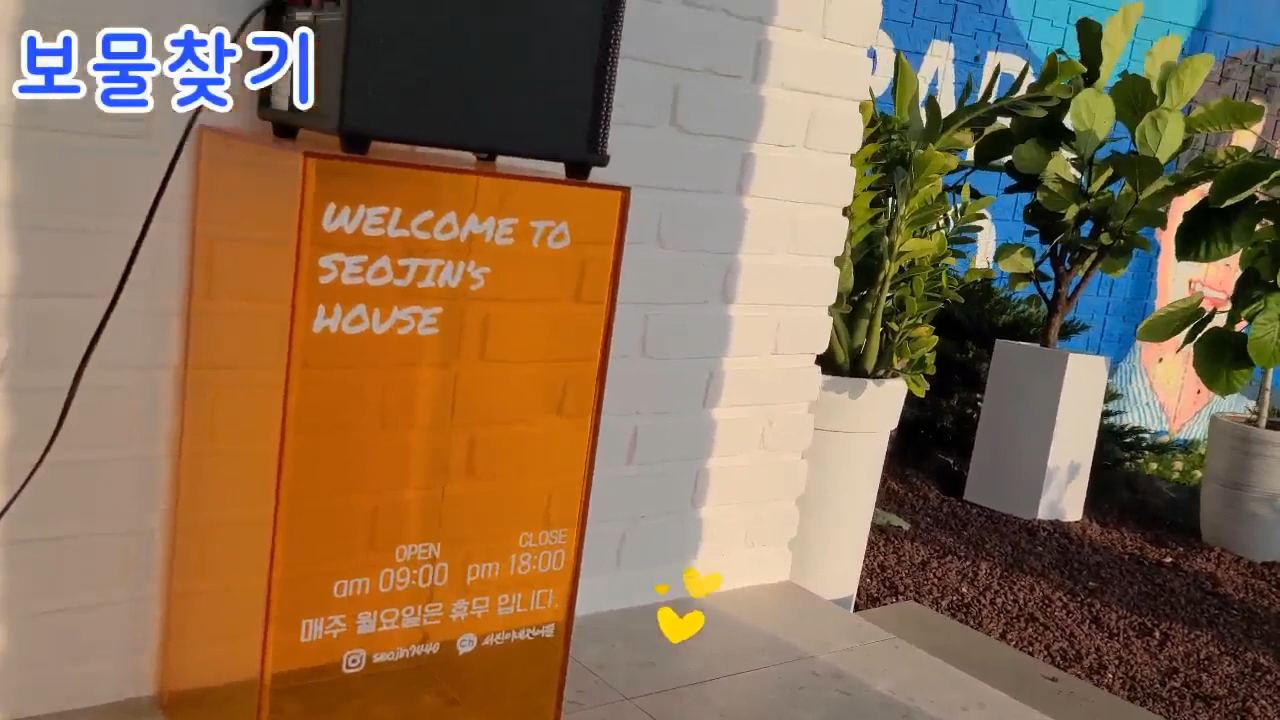 보물찾기
WELCOME TO
SEOJIN's
HOUSE
OPEN CLOSE
am 09:00 pm 18:00
매주 월요일은 휴무 입니다.
Ch